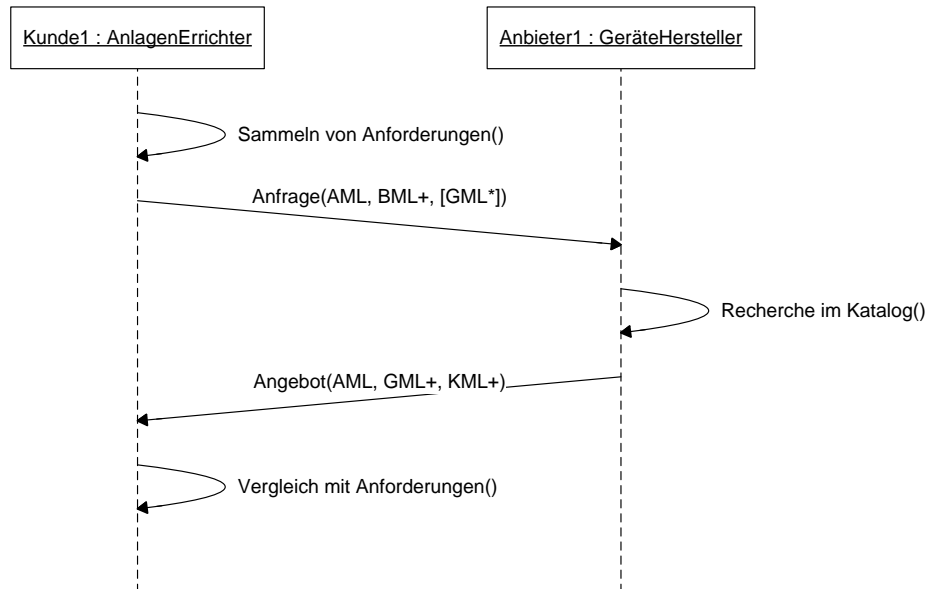 Kunde1 : AnlagenErrichter
Anbieter1 : GeräteHersteller
Sammeln von Anforderungen()
Anfrage(AML, BML+, [GML*])
Recherche im Katalog()
Angebot(AML, GML+, KML+)
Vergleich mit Anforderungen()